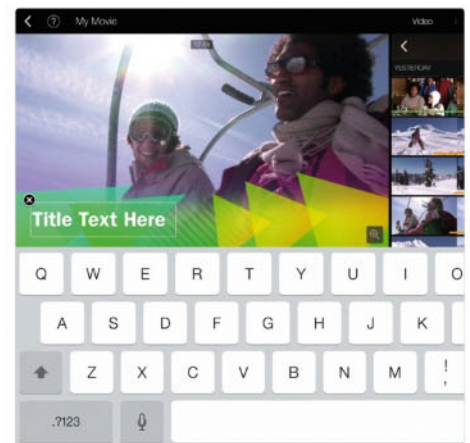 ? My Movie Video
YESTERDAY
Title Text Here
Q W E R T Y U I O
A S D F G H J K L
Z X C V B N M ! ,
.?123